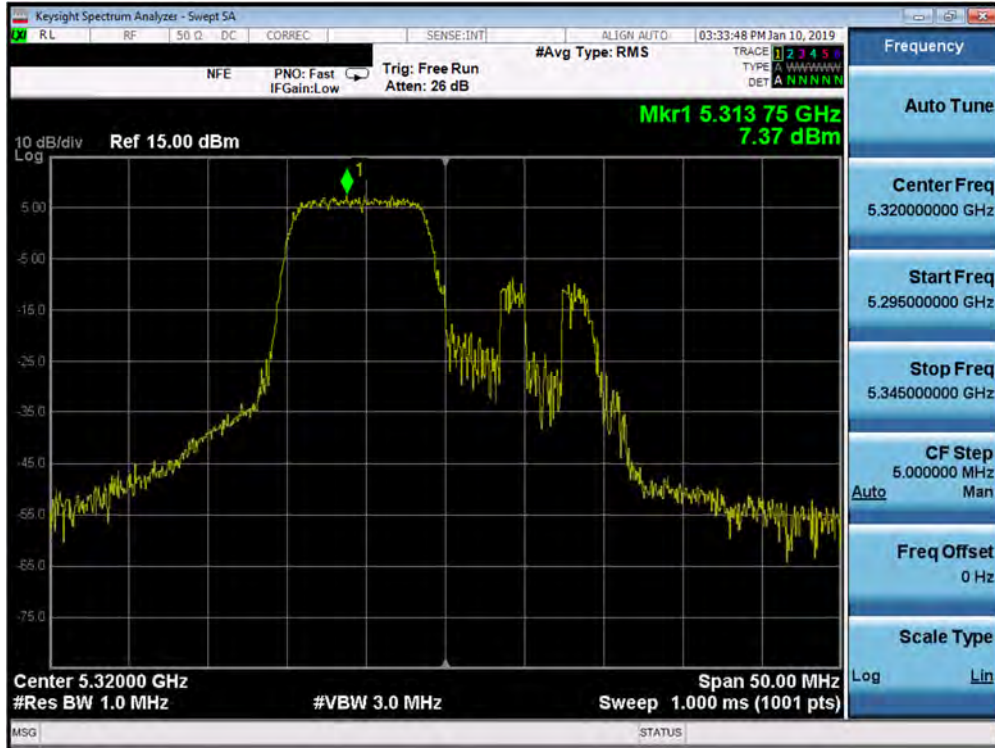 Keysight Spectrum Analyzer - Swept SA
LXI RL RF 50 Ω DC CORREC SENSE:INT ALIGN AUTO 03:33:48 PM Jan 10, 2019
#Avg Type: RMS
TRACE 1 2 3 4 5 6
NFE PNO: Fast Trig: Free Run
TYPE A WWWWW
IFGain:Low Atten: 26 dB
DET A N N N N N
Mkr1 5.313 75 GHz
7.37 dBm
10 dB/div Ref 15.00 dBm
Log
1
5.00
-5.00
-15.0
-25.0
-35.0
-45.0
-55.0
-65.0
-75.0
Center 5.32000 GHz Span 50.00 MHz
#Res BW 1.0 MHz #VBW 3.0 MHz Sweep 1.000 ms (1001 pts)
MSG STATUS
Frequency
Auto Tune
Center Freq
5.320000000 GHz
Start Freq
5.295000000 GHz
Stop Freq
5.345000000 GHz
CF Step
5.000000 MHz
Auto Man
Freq Offset
0 Hz
Scale Type
Log Lin